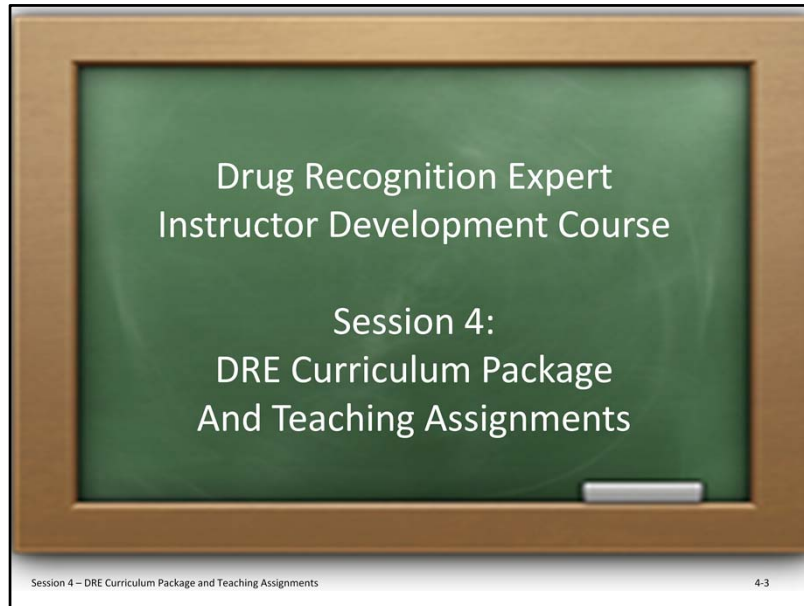 Drug Recognition Expert
Instructor Development Course
Session 4:
DRE Curriculum Package
And Teaching Assignments
Session 4 – DRE Curriculum Package and Teaching Assignments
4-3